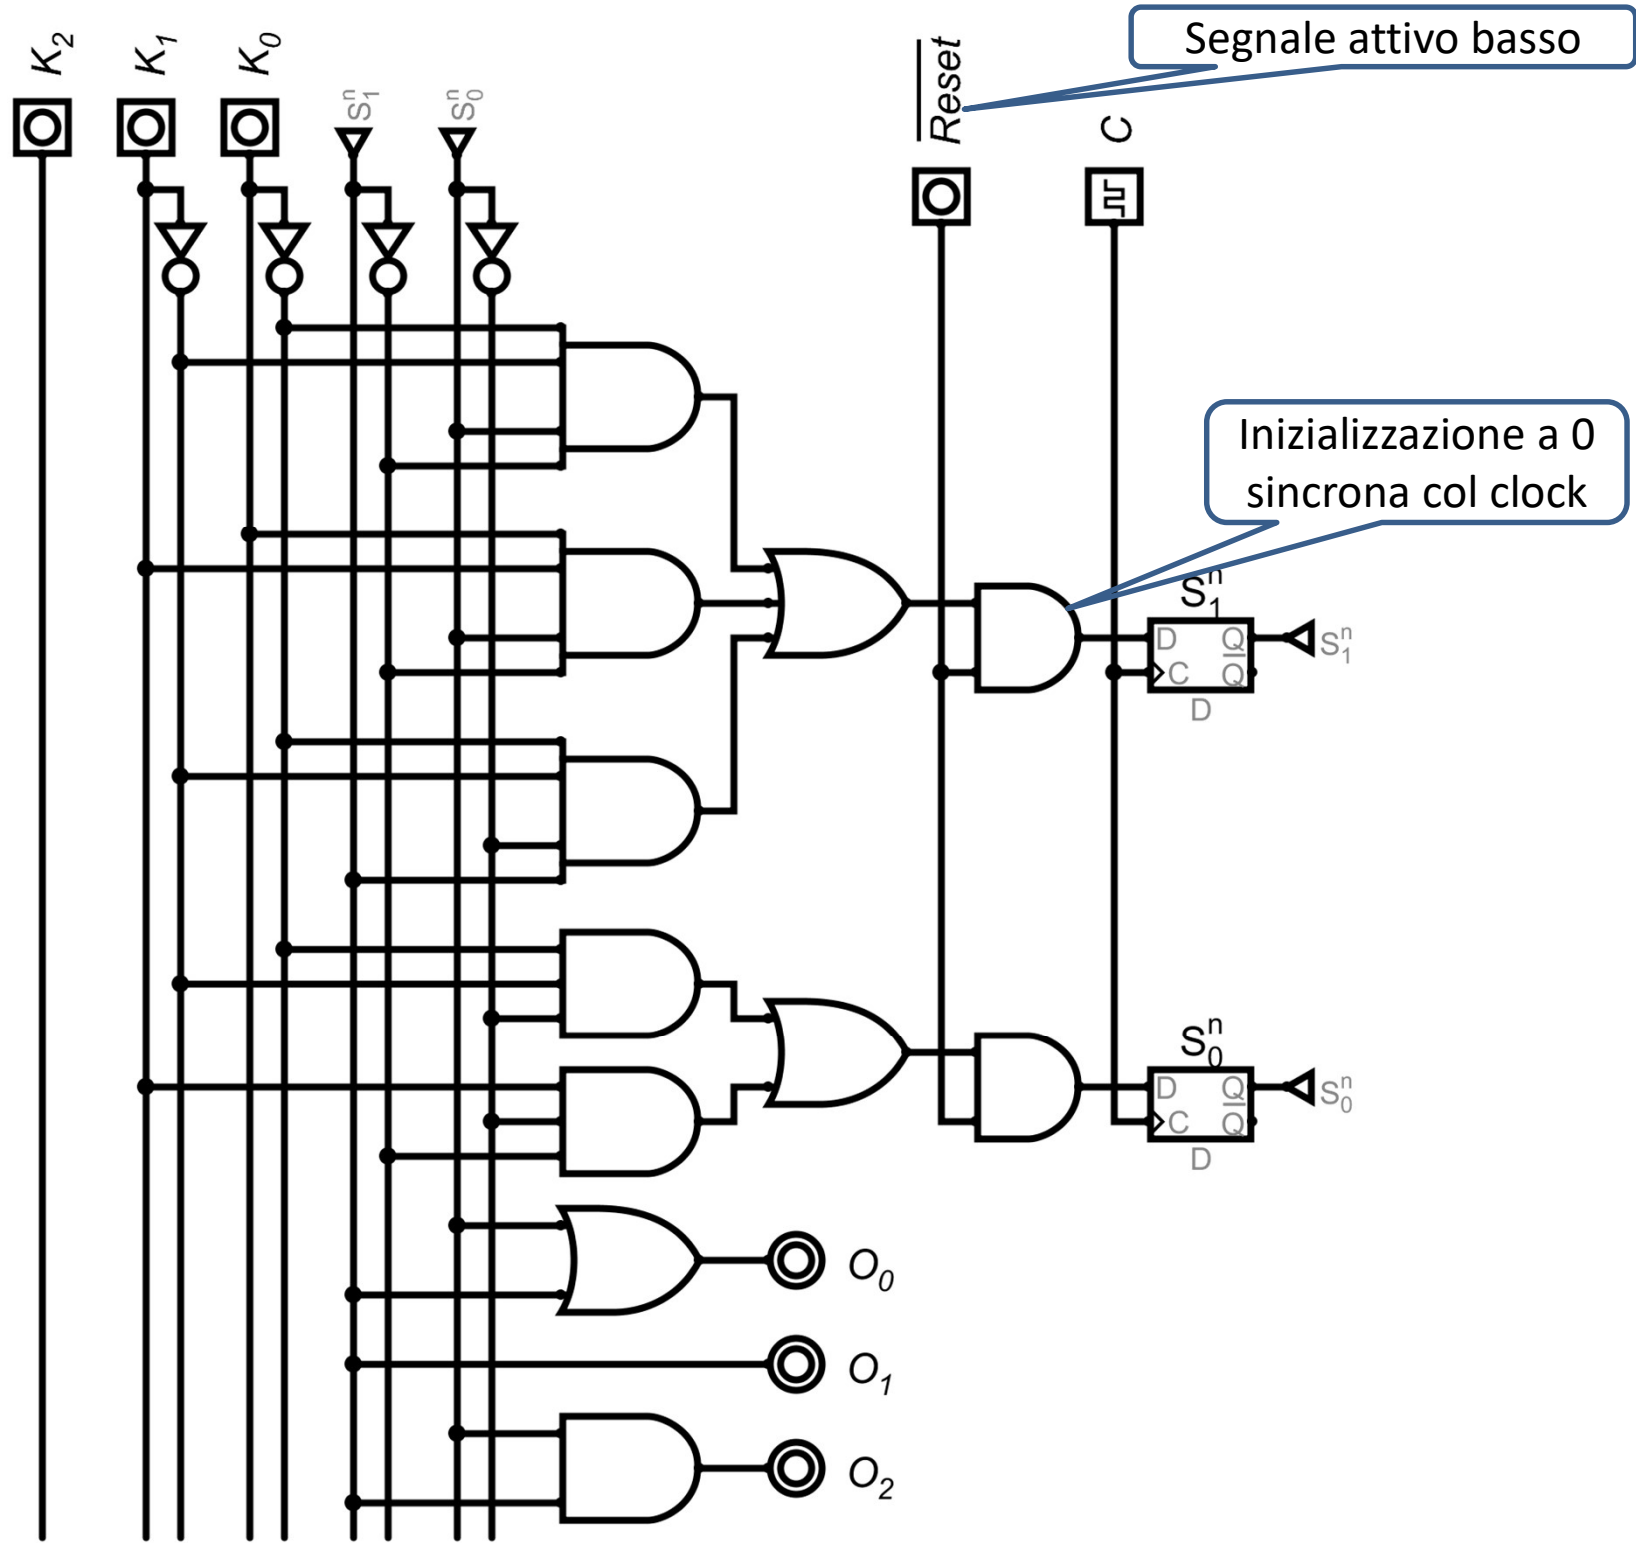 K₂
K₁
K₀
S₁ⁿ
S₀ⁿ
R̅e̅s̅e̅t̅
C
Segnale attivo basso
Inizializzazione a 0
sincrona col clock
S₁ⁿ
D Q
C Q̅
D
S₁ⁿ
S₀ⁿ
D Q
C Q̅
D
S₀ⁿ
O₀
O₁
O₂